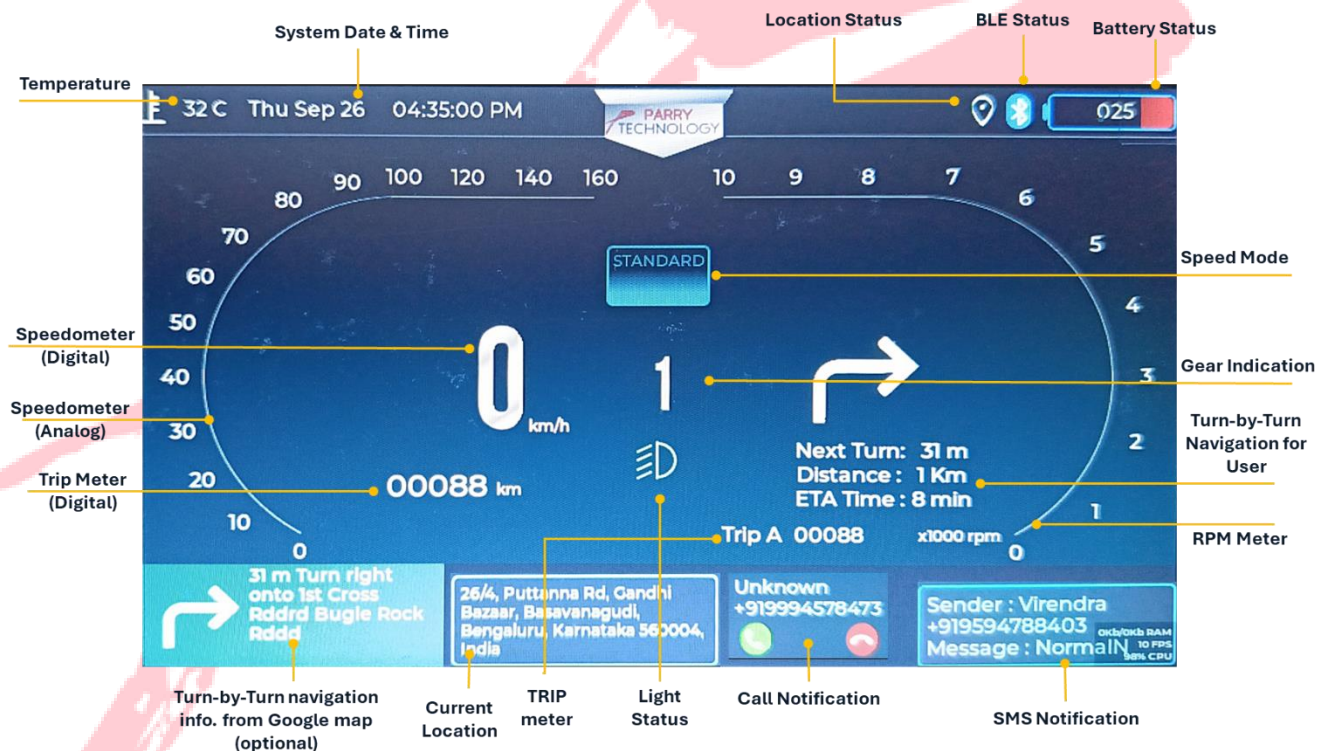 Location Status
BLE Status
Battery Status
System Date & Time
Temperature
32 C Thu Sep 26 04:35:00 PM
PARRY
TECHNOLOGY
025
0
10
20
30
40
50
60
70
80
90
100
120
140
160
10
9
8
7
6
5
4
3
2
1
0
x1000 rpm
STANDARD
Speed Mode
Speedometer
(Digital)
0
km/h
1
Gear Indication
Speedometer
(Analog)
Turn-by-Turn
Navigation for
User
Next Turn: 31 m
Distance : 1 Km
ETA Time : 8 min
Trip Meter
(Digital)
00088 km
Trip A 00088
RPM Meter
31 m Turn right
onto 1st Cross
Rddrd Bugle Rock
Rddd
26/4, Puttanna Rd, Gandhi
Bazaar, Basavanagudi,
Bengaluru, Karnataka 560004,
India
Unknown
+919994578473
Sender : Virendra
+919594788403
Message : NormalN
0Kb/0Kb RAM
10 FPS
98% CPU
Turn-by-Turn navigation
info. from Google map
(optional)
Current
Location
TRIP
meter
Light
Status
Call Notification
SMS Notification